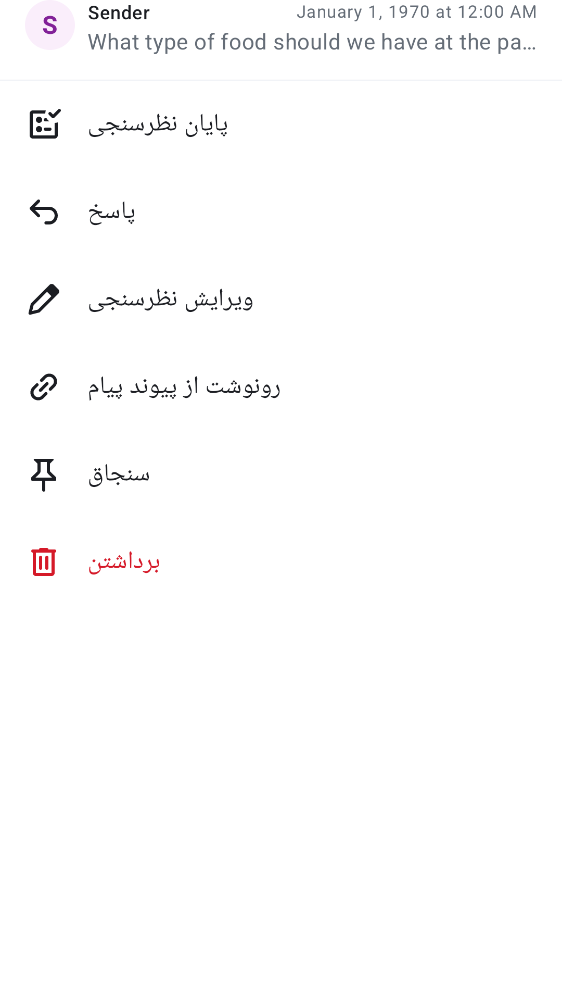 S
Sender
January 1, 1970 at 12:00 AM
What type of food should we have at the pa…
پایان نظرسنجی
پاسخ
ویرایش نظرسنجی
رونوشت از پیوند پیام
سنجاق
برداشتن